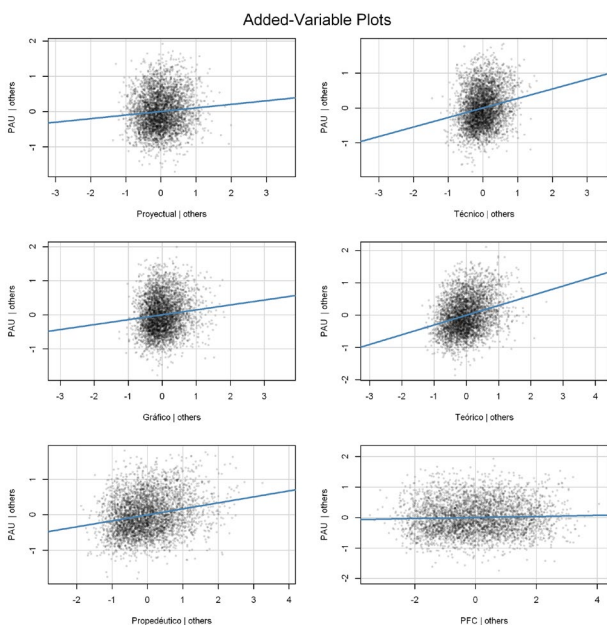 Added-Variable Plots
PAU | others
2
1
0
-1
-3 -2 -1 0 1 2 3
Proyectual | others
PAU | others
1
0
-1
-3 -2 -1 0 1 2 3
Técnico | others
PAU | others
2
1
0
-1
-3 -2 -1 0 1 2 3
Gráfico | others
PAU | others
2
1
0
-1
-2
-3 -2 -1 0 1 2 3 4
Teórico | others
PAU | others
1
0
-1
-2 -1 0 1 2 3 4
Propedéutico | others
PAU | others
2
1
0
-1
-2
-2 0 2 4
PFC | others